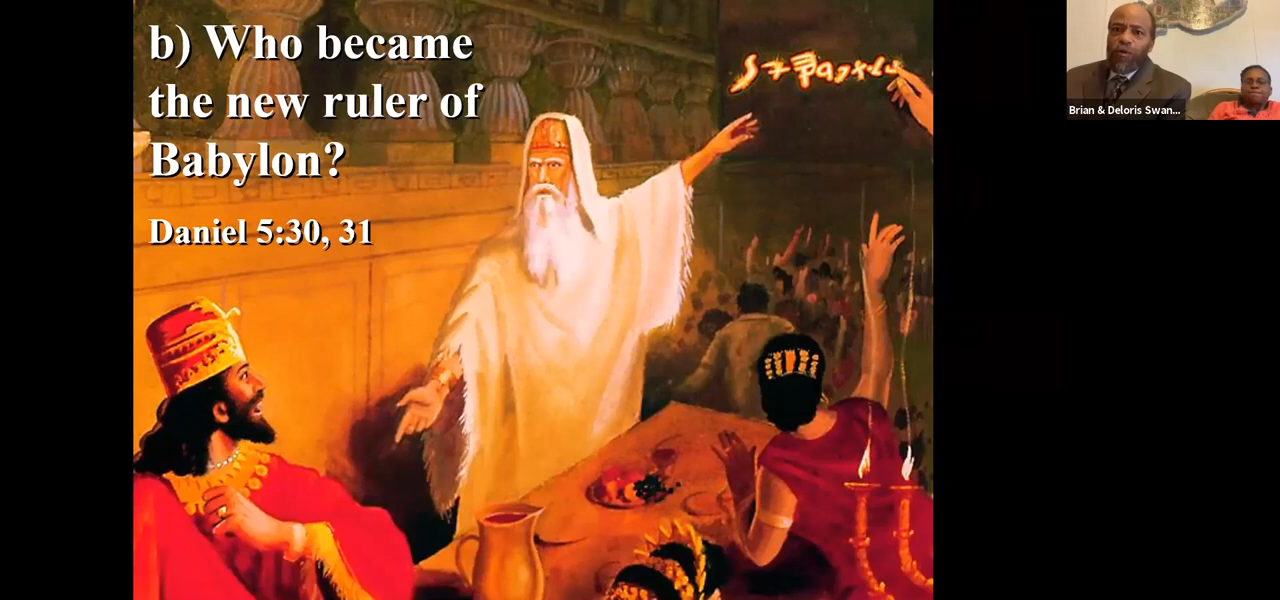 b) Who became
the new ruler of
Babylon?
Daniel 5:30, 31
Brian & Deloris Swan...